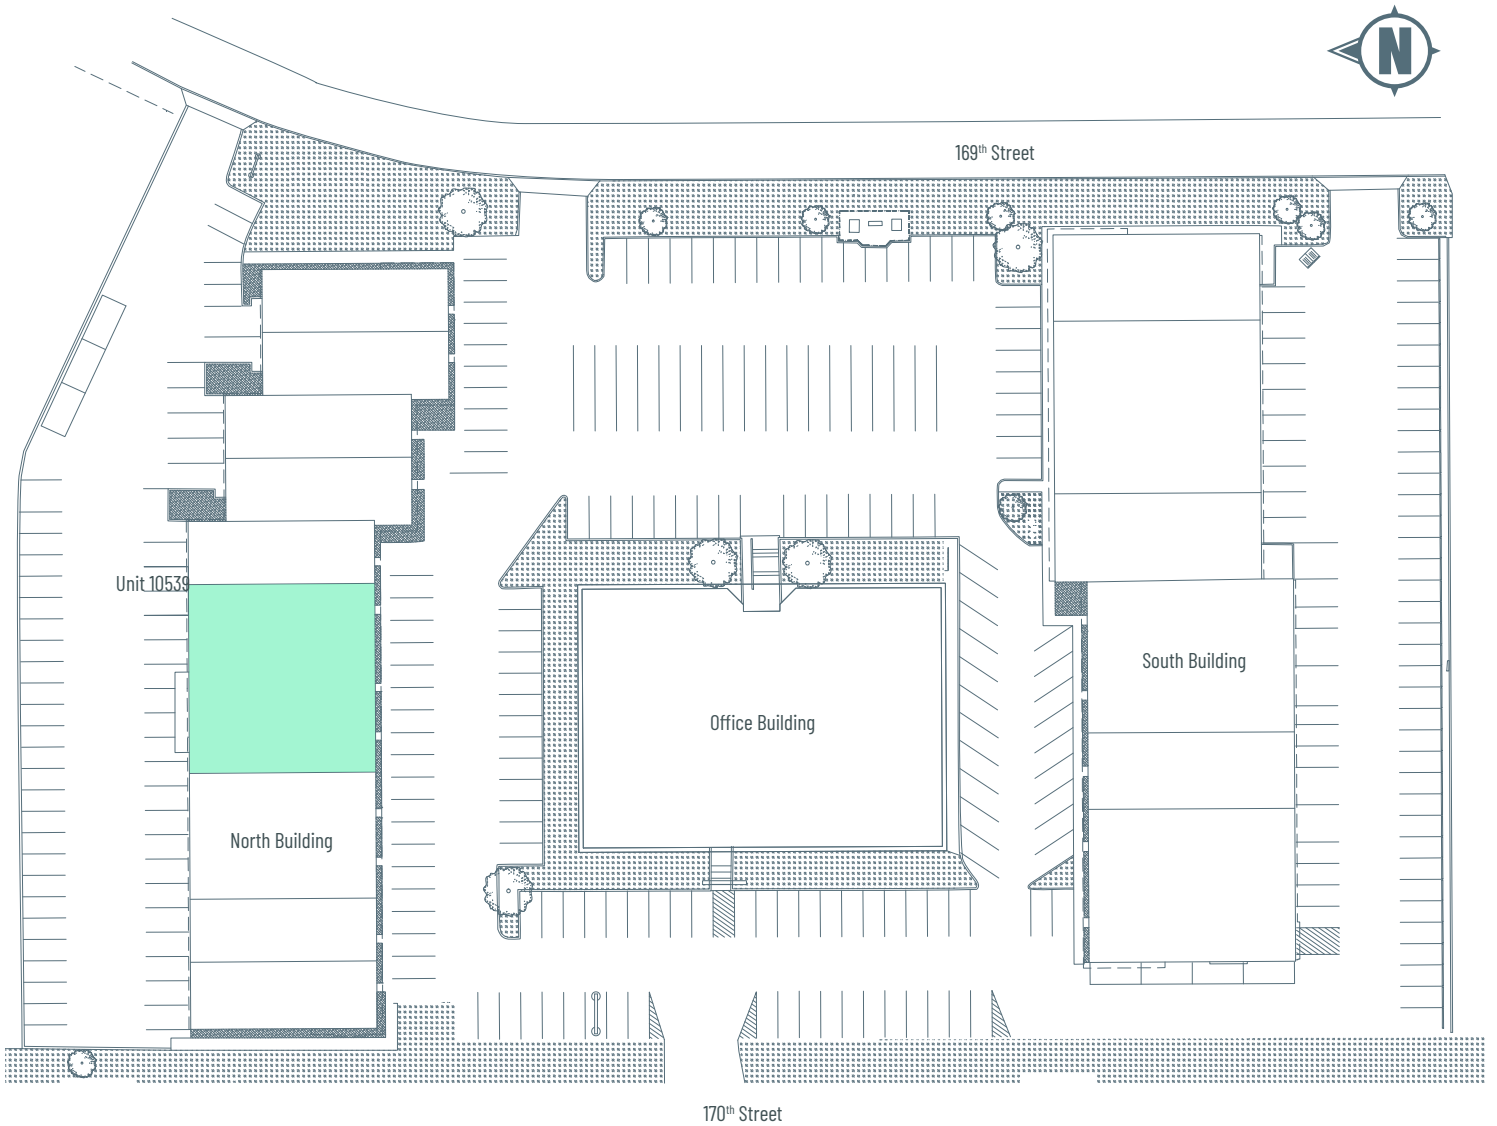 N
169th Street
Unit 10539
South Building
Office Building
North Building
170th Street